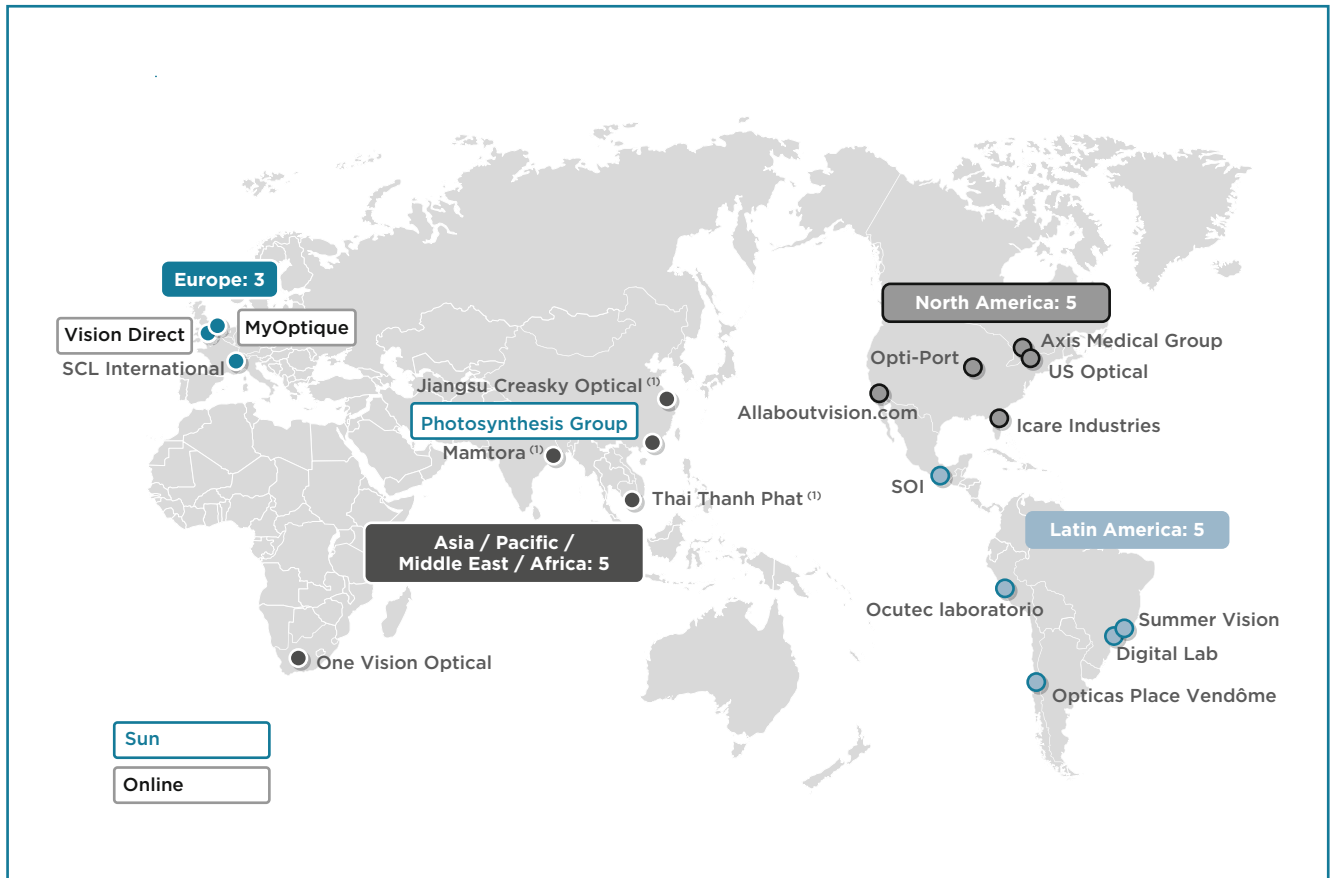 Europe: 3
Vision Direct
MyOptique
SCL International
North America: 5
Axis Medical Group
Opti-Port
US Optical
Allaboutvision.com
Icare Industries
Jiangsu Creasky Optical (1)
Photosynthesis Group
Mamtora (1)
Thai Thanh Phat (1)
Asia / Pacific /
Middle East / Africa: 5
One Vision Optical
SOI
Latin America: 5
Ocutec laboratorio
Summer Vision
Digital Lab
Opticas Place Vendôme
Sun
Online